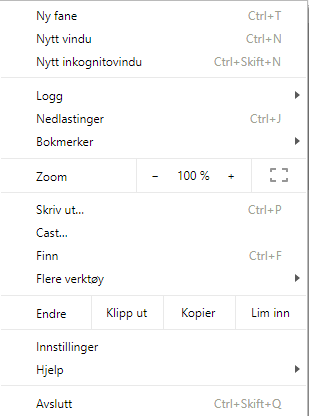 Ny fane Ctrl+T
Nytt vindu Ctrl+N
Nytt inkognitovindu Ctrl+Skift+N
Logg
Nedlastinger Ctrl+J
Bokmerker
Zoom − 100 % +
Skriv ut... Ctrl+P
Cast...
Finn Ctrl+F
Flere verktøy
Endre Klipp ut Kopier Lim inn
Innstillinger
Hjelp
Avslutt Ctrl+Skift+Q